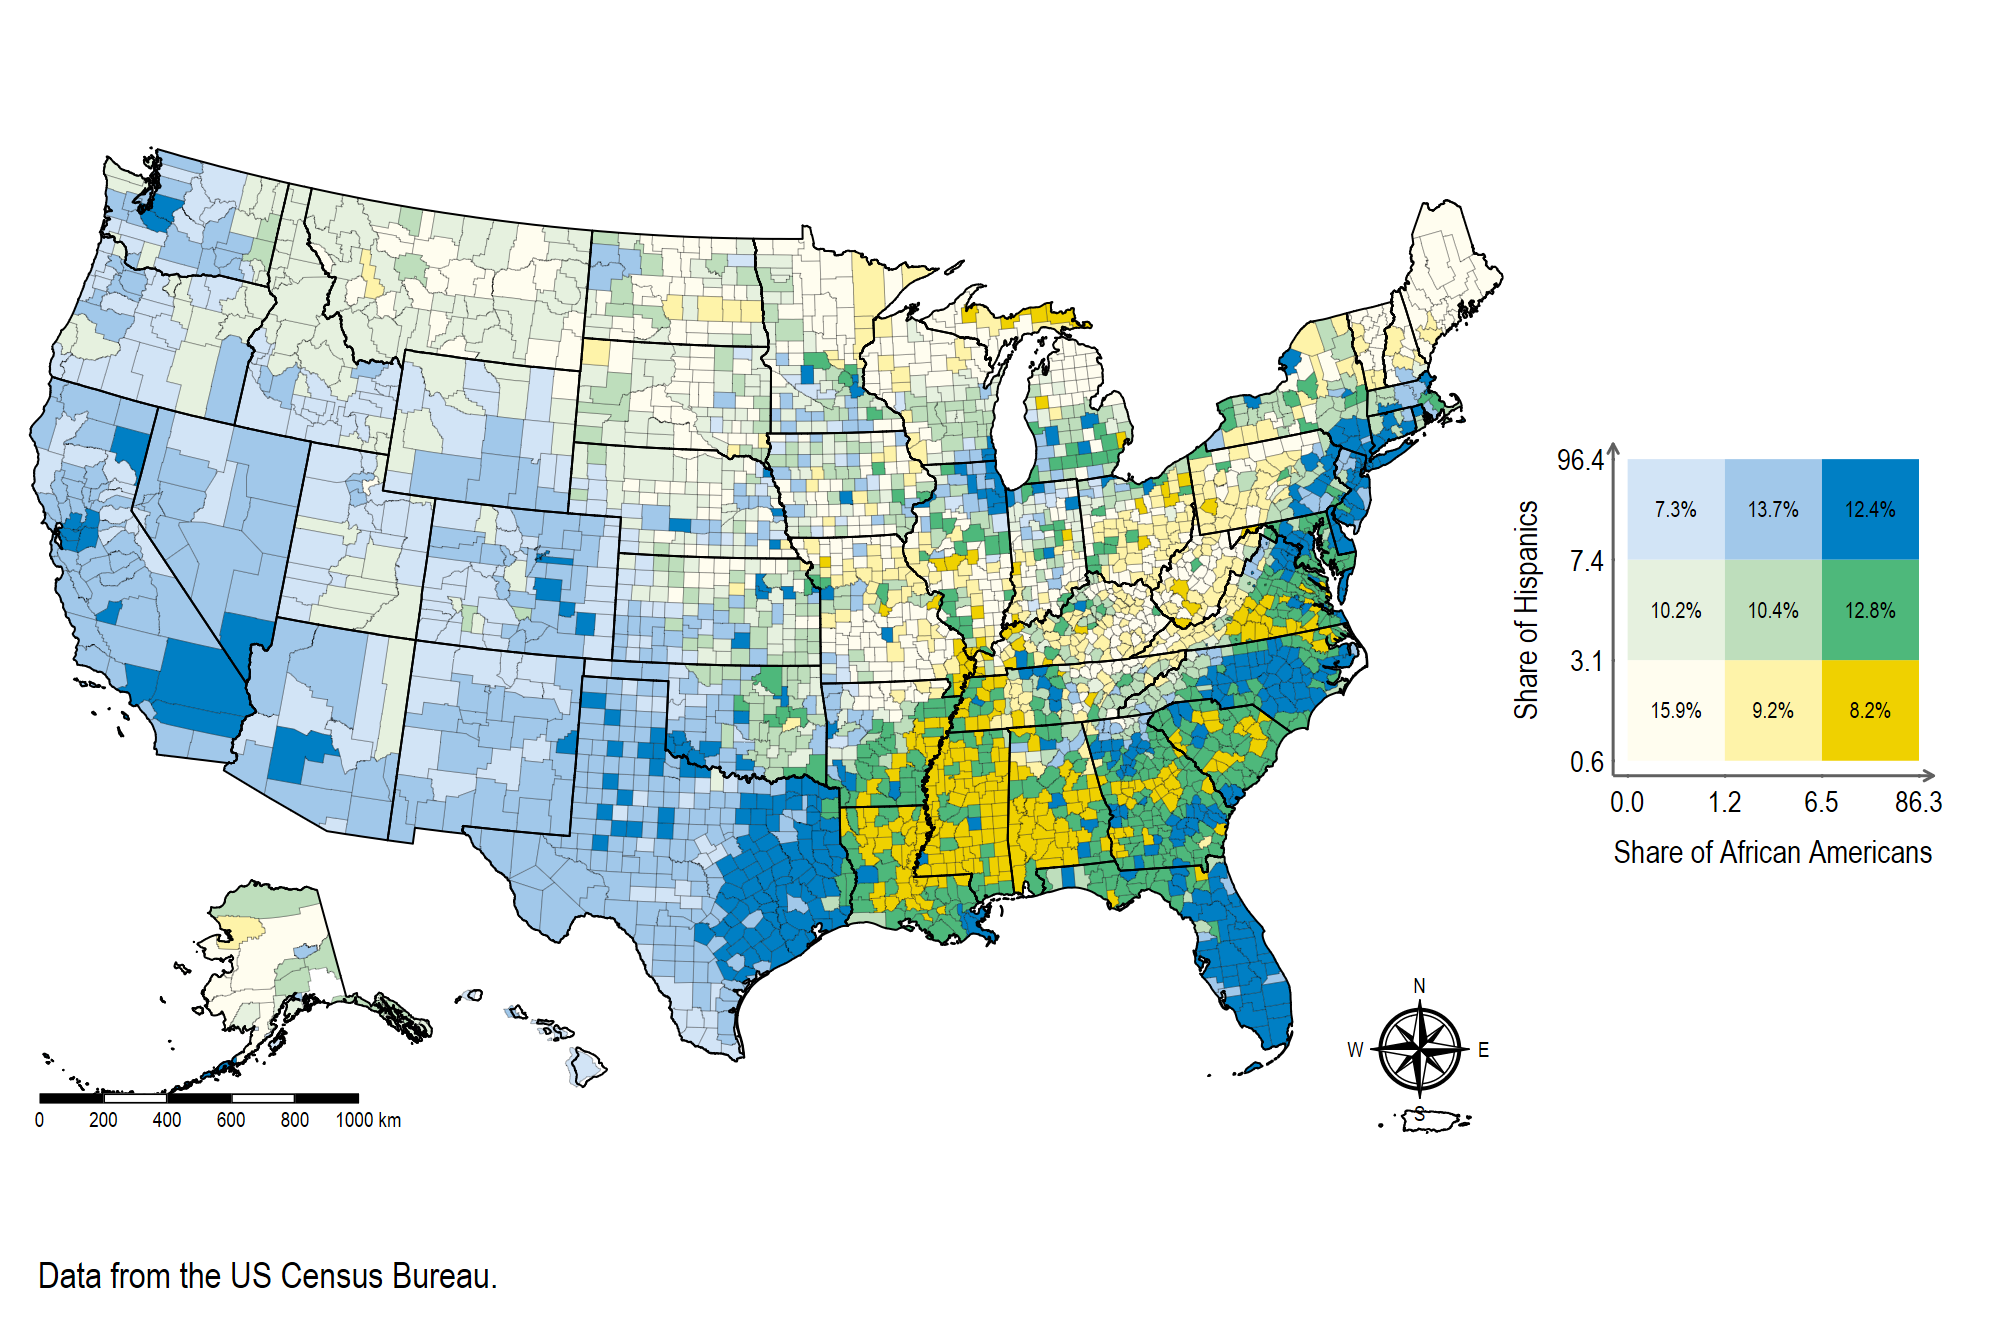 96.4
7.3% 13.7% 12.4%
7.4
10.2% 10.4% 12.8%
3.1
15.9% 9.2% 8.2%
0.6
Share of Hispanics
0.0 1.2 6.5 86.3
Share of African Americans
N
W E
S
0 200 400 600 800 1000 km
Data from the US Census Bureau.